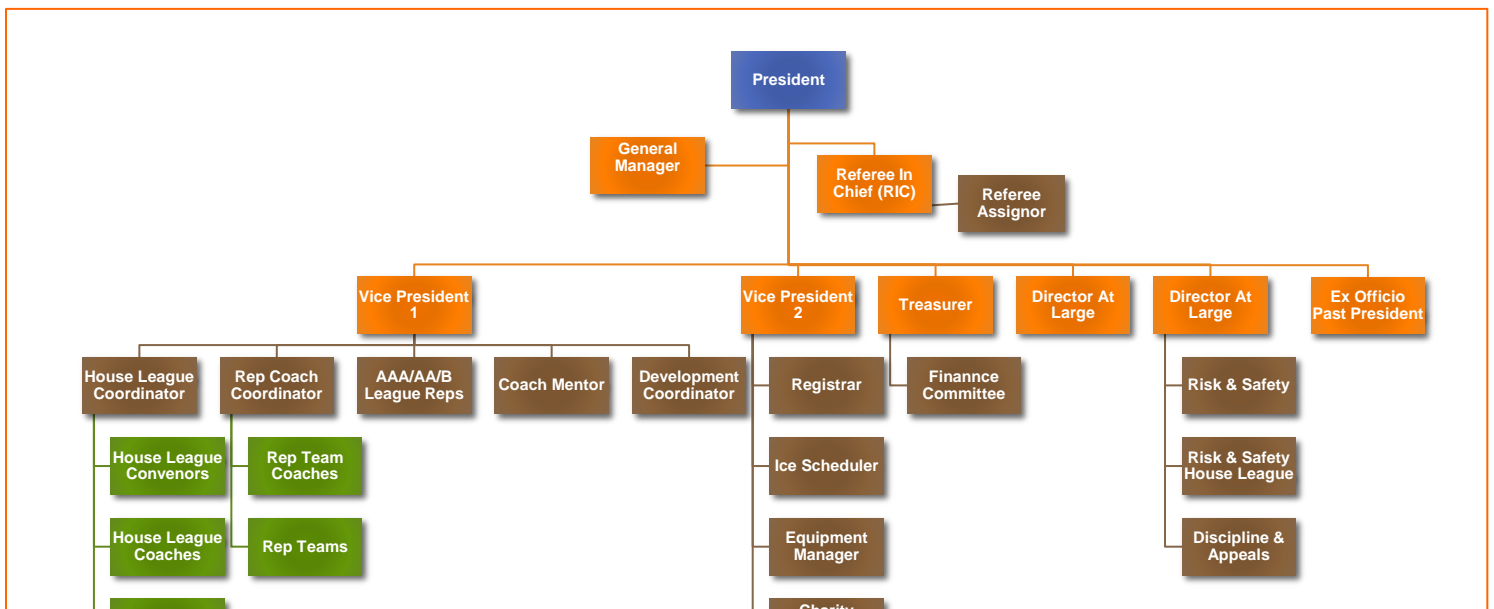 President
General
Manager
Referee In
Chief (RIC)
Referee
Assignor
Vice President
1
Vice President
2
Treasurer
Director At
Large
Director At
Large
Ex Officio
Past President
House League
Coordinator
Rep Coach
Coordinator
AAA/AA/B
League Reps
Coach Mentor
Development
Coordinator
Registrar
Finannce
Committee
Risk & Safety
House League
Convenors
Rep Team
Coaches
Ice Scheduler
Risk & Safety
House League
House League
Coaches
Rep Teams
Equipment
Manager
Discipline &
Appeals
Charity